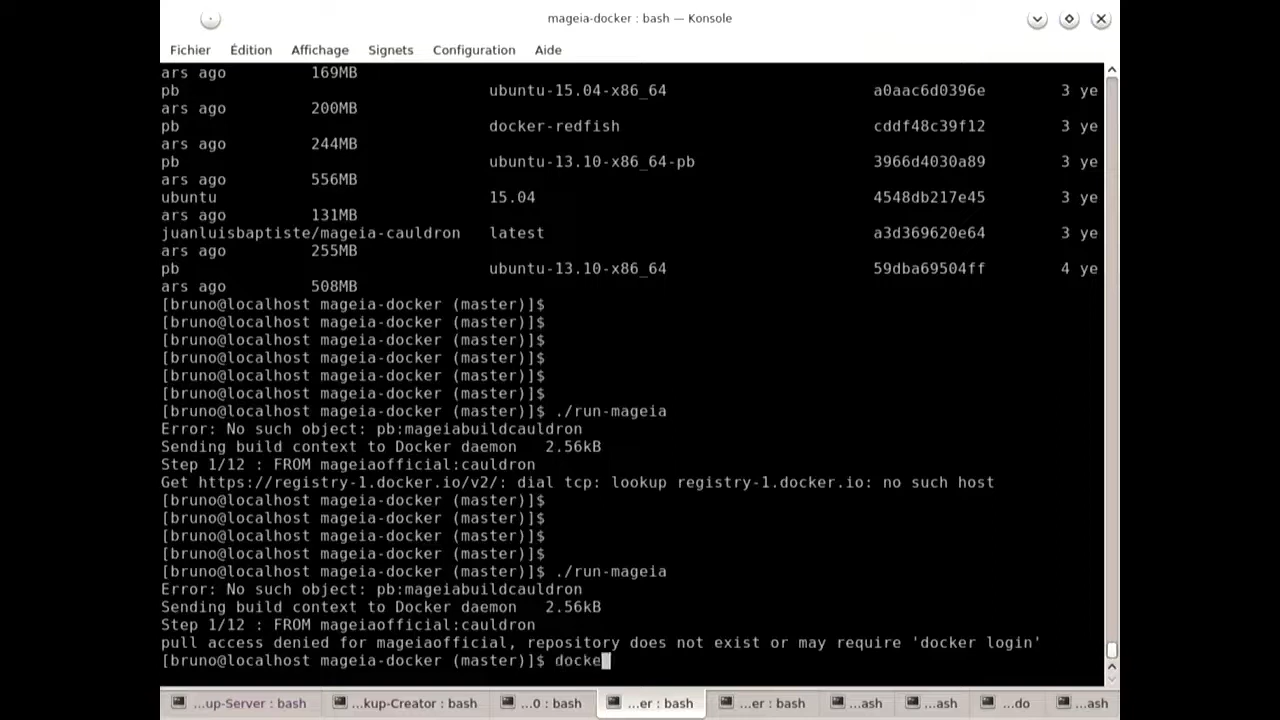 mageia-docker : bash — Konsole
Fichier Édition Affichage Signets Configuration Aide
ars ago 169MB
pb ubuntu-15.04-x86_64 a0aac6d0396e 3 ye
ars ago 200MB
pb docker-redfish cddf48c39f12 3 ye
ars ago 244MB
pb ubuntu-13.10-x86_64-pb 3966d4030a89 3 ye
ars ago 556MB
ubuntu 15.04 4548db217e45 3 ye
ars ago 131MB
juanluisbaptiste/mageia-cauldron latest a3d369620e64 3 ye
ars ago 255MB
pb ubuntu-13.10-x86_64 59dba69504ff 4 ye
ars ago 508MB
[bruno@localhost mageia-docker (master)]$
[bruno@localhost mageia-docker (master)]$
[bruno@localhost mageia-docker (master)]$
[bruno@localhost mageia-docker (master)]$
[bruno@localhost mageia-docker (master)]$
[bruno@localhost mageia-docker (master)]$
[bruno@localhost mageia-docker (master)]$ ./run-mageia
Error: No such object: pb:mageiabuildcauldron
Sending build context to Docker daemon 2.56kB
Step 1/12 : FROM mageiaofficial:cauldron
Get https://registry-1.docker.io/v2/: dial tcp: lookup registry-1.docker.io: no such host
[bruno@localhost mageia-docker (master)]$
[bruno@localhost mageia-docker (master)]$
[bruno@localhost mageia-docker (master)]$
[bruno@localhost mageia-docker (master)]$
[bruno@localhost mageia-docker (master)]$ ./run-mageia
Error: No such object: pb:mageiabuildcauldron
Sending build context to Docker daemon 2.56kB
Step 1/12 : FROM mageiaofficial:cauldron
pull access denied for mageiaofficial, repository does not exist or may require 'docker login'
[bruno@localhost mageia-docker (master)]$ docke
...up-Server : bash ...kup-Creator : bash ...0 : bash ...er : bash ...er : bash ...ash ...ash ...do ...ash